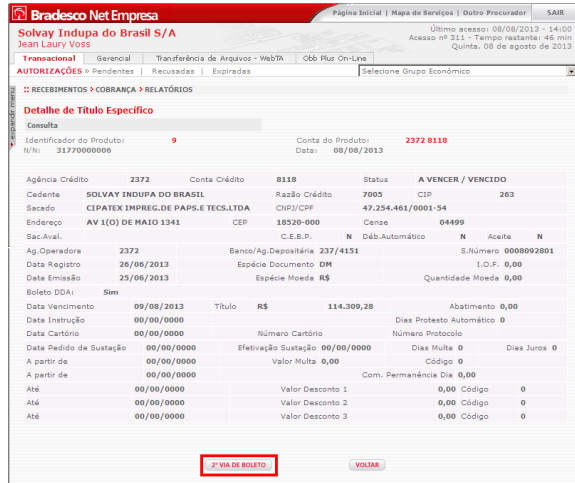 Bradesco Net Empresa
Página Inicial | Mapa de Serviços | Outro Procurador SAIR
Solvay Indupa do Brasil S/A
Jean Laury Voss
Último acesso: 08/08/2013 - 14:00
Acesso nº 311 - Tempo restante: 46 min
Quinta, 08 de agosto de 2013
Transacional Gerencial Transferência de Arquivos - WebTA Obb Plus On-Line
AUTORIZAÇÕES » Pendentes | Recusadas | Expiradas Selecione Grupo Econômico
expandir menu
:: RECEBIMENTOS > COBRANÇA > RELATÓRIOS
Detalhe de Título Específico
Consulta
Identificador do Produto: 9 Conta do Produto: 2372 8118
N/N: 31770000006 Data: 08/08/2013
Agência Crédito 2372 Conta Crédito 8118 Status A VENCER / VENCIDO
Cedente SOLVAY INDUPA DO BRASIL Razão Crédito 7005 CIP 263
Sacado CIPATEX IMPREG.DE PAPS.E TECS.LTDA CNPJ/CPF 47.254.461/0001-54
Endereço AV 1(O) DE MAIO 1341 CEP 18520-000 Cense 04499
Sac.Aval. C.E.B.P. N Déb.Automático N Aceite N
Ag.Operadora 2372 Banco/Ag.Depositária 237/4151 S.Número 0008092801
Data Registro 26/06/2013 Espécie Documento DM I.O.F. 0,00
Data Emissão 25/06/2013 Espécie Moeda R$ Quantidade Moeda 0,00
Boleto DDA: Sim
Data Vencimento 09/08/2013 Título R$ 114.309,28 Abatimento 0,00
Data Instrução 00/00/0000 Dias Protesto Automático 0
Data Cartório 00/00/0000 Número Cartório Número Protocolo
Data Pedido de Sustação 00/00/0000 Efetivação Sustação 00/00/0000 Dias Multa 0 Dias Juros 0
A partir de 00/00/0000 Valor Multa 0,00 Código 0
A partir de 00/00/0000 Com. Permanência Dia 0,00
Até 00/00/0000 Valor Desconto 1 0,00 Código 0
Até 00/00/0000 Valor Desconto 2 0,00 Código 0
Até 00/00/0000 Valor Desconto 3 0,00 Código 0
2ª VIA DE BOLETO VOLTAR